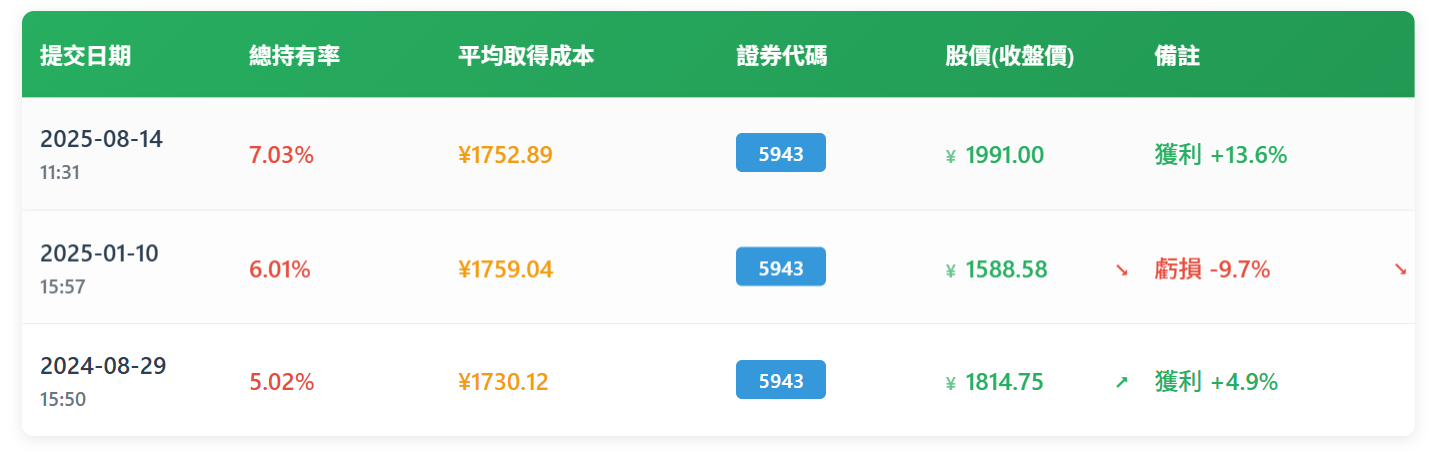 提交日期 總持有率 平均取得成本 證券代碼 股價(收盤價) 備註
2025-08-14
11:31
7.03% ¥1752.89 5943 ¥ 1991.00 獲利 +13.6%
2025-01-10
15:57
6.01% ¥1759.04 5943 ¥ 1588.58 ↘ 虧損 -9.7% ↘
2024-08-29
15:50
5.02% ¥1730.12 5943 ¥ 1814.75 ↗ 獲利 +4.9%